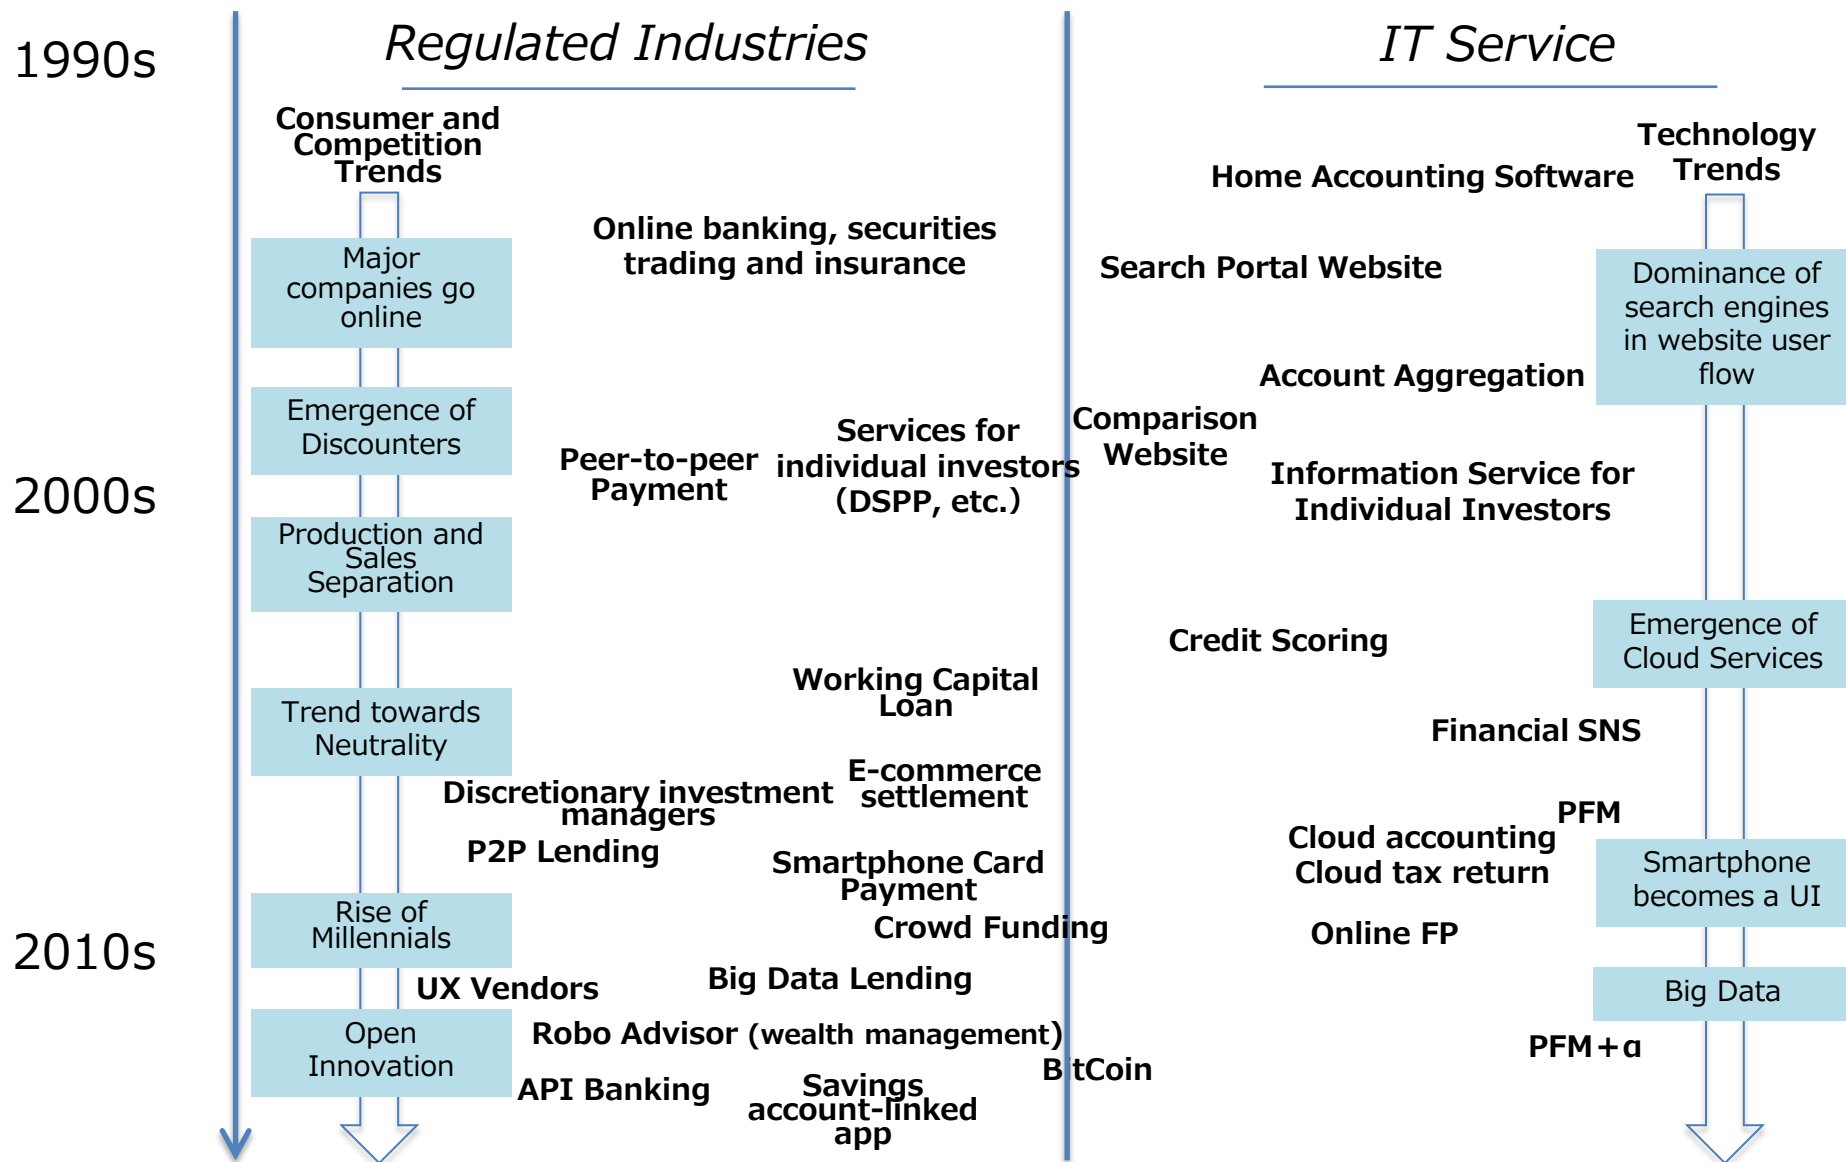 1990s
Regulated Industries
IT Service
Consumer and
Competition
Trends
Technology
Trends
Home Accounting Software
Online banking, securities
trading and insurance
Major
companies go
online
Search Portal Website
Dominance of
search engines
in website user
flow
Account Aggregation
Emergence of
Discounters
Peer-to-peer
Payment
Services for
individual investors
(DSPP, etc.)
Comparison
Website
Information Service for
Individual Investors
2000s
Production and
Sales
Separation
Credit Scoring
Emergence of
Cloud Services
Working Capital
Loan
Trend towards
Neutrality
Financial SNS
E-commerce
settlement
Discretionary investment
managers
PFM
P2P Lending
Smartphone Card
Payment
Cloud accounting
Cloud tax return
Smartphone
becomes a UI
Rise of
Millennials
Crowd Funding
Online FP
2010s
UX Vendors
Big Data Lending
Big Data
Open
Innovation
Robo Advisor (wealth management)
PFM+α
BitCoin
API Banking
Savings
account-linked
app